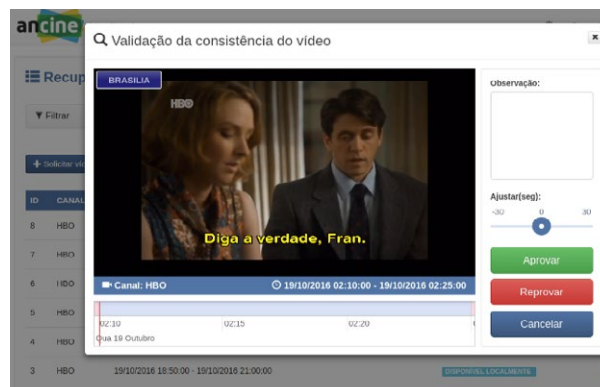 ancine
Validação da consistência do vídeo
Recup
Filtrar
Solicitar
ID CANAL
8 HBO
7 HBO
6 HBO
5 HBO
4 HBO
3 HBO 19/10/2016 18:50:00 - 19/10/2016 21:00:00 DISPONÍVEL LOCALMENTE
BRASILIA
HBO
Diga a verdade, Fran.
Canal: HBO 19/10/2016 02:10:00 - 19/10/2016 02:25:00
02:10 02:15 02:20
Qua 19 Outubro
Observação:
Ajustar(seg):
-30 0 30
Aprovar
Reprovar
Cancelar